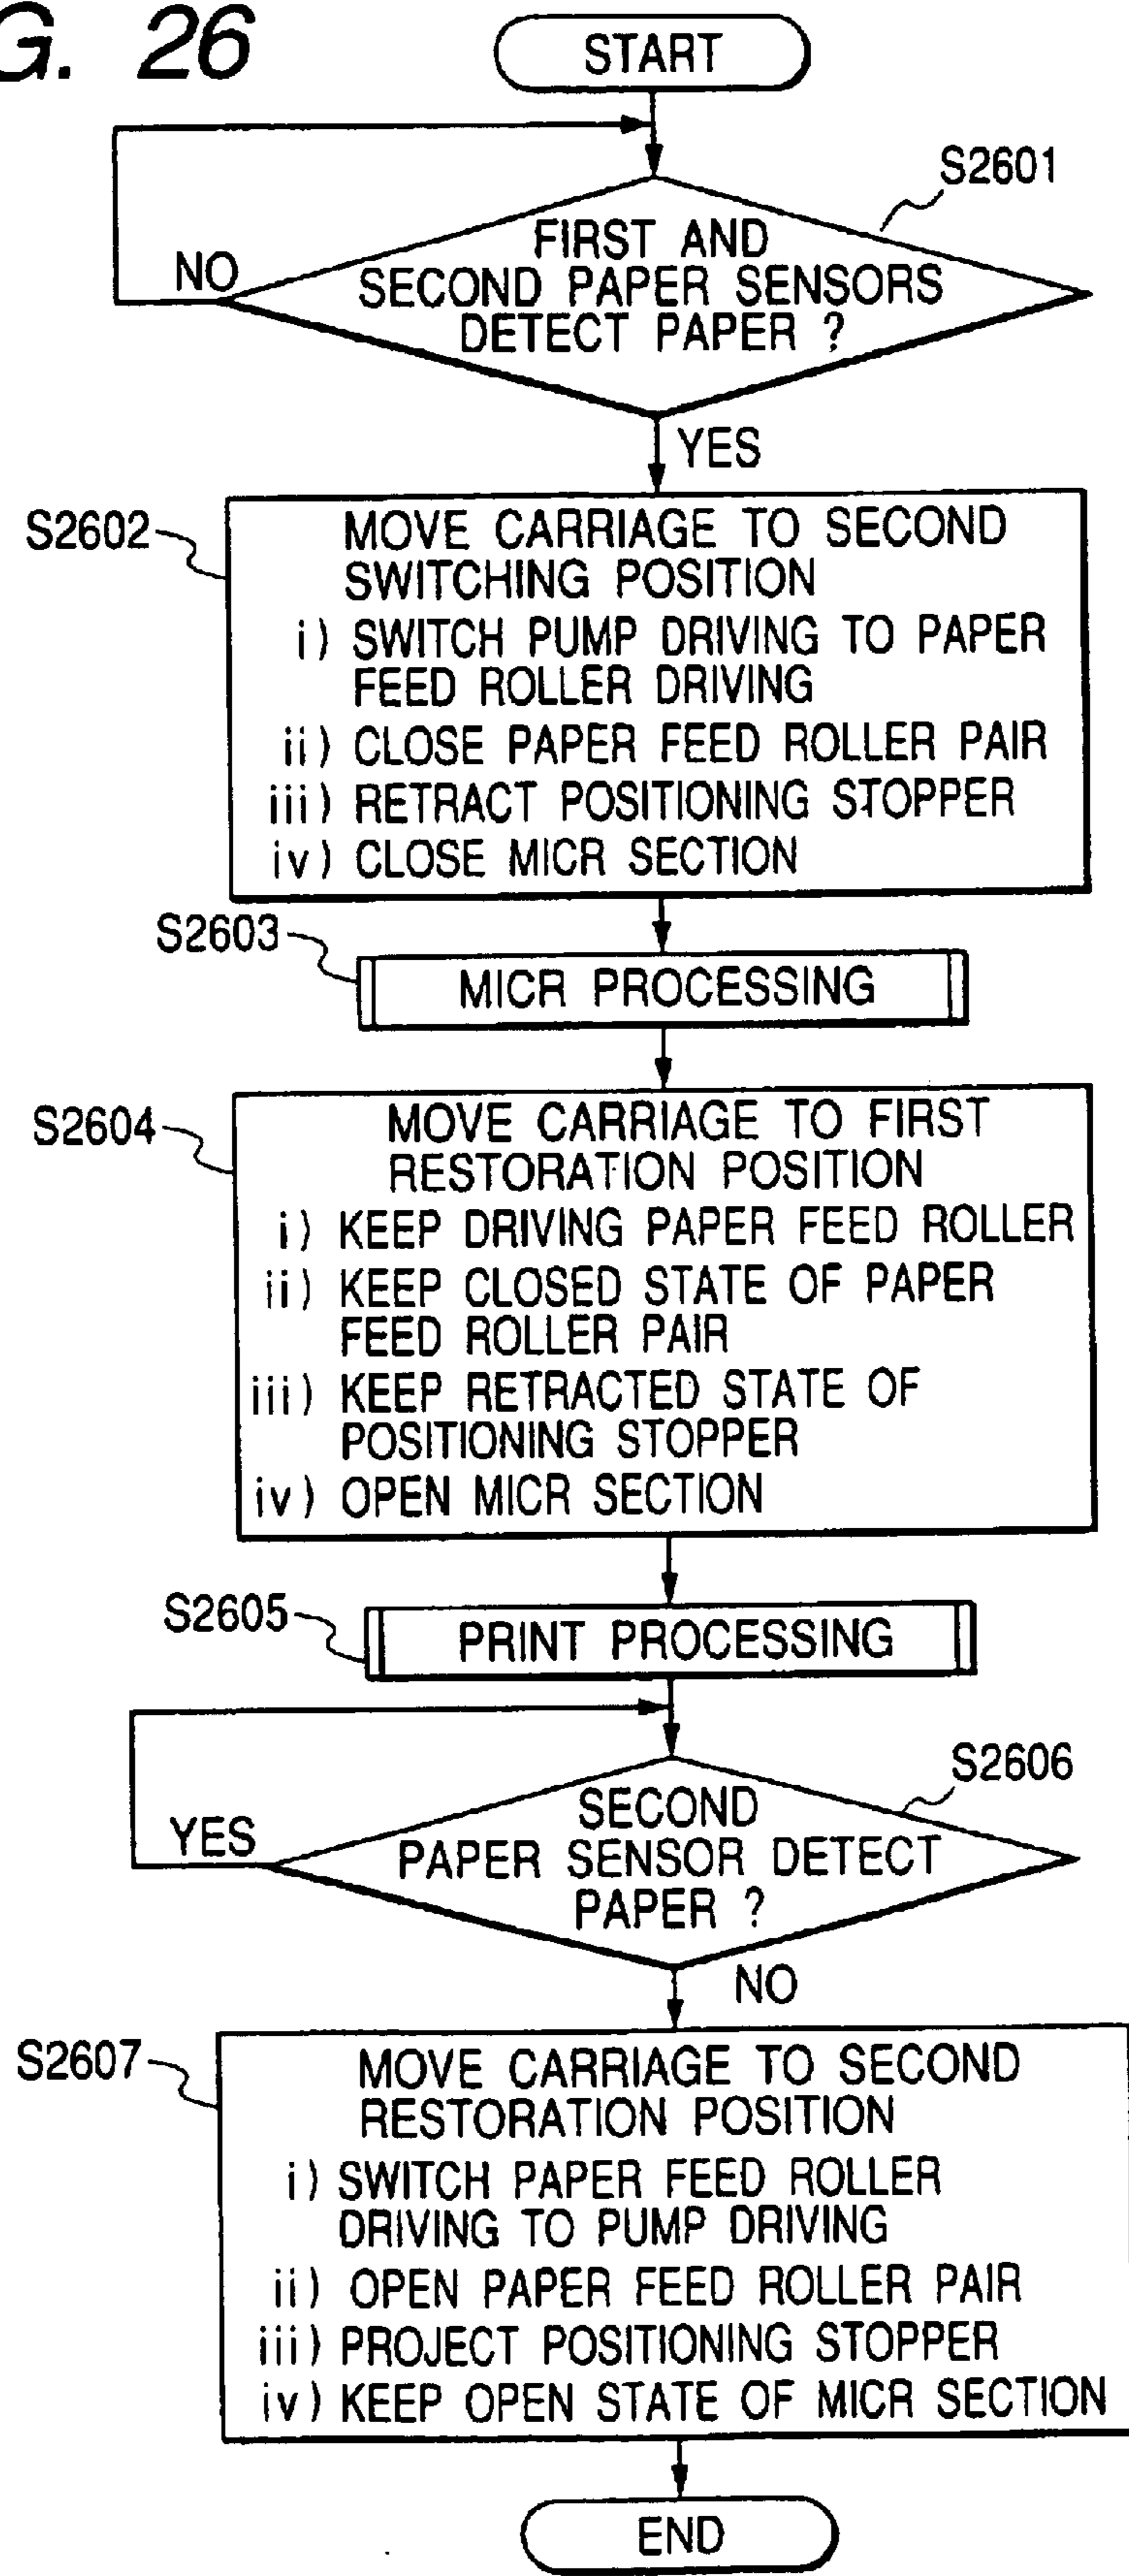 G. 26
START
S2601
FIRST AND
SECOND PAPER SENSORS
DETECT PAPER ?
NO
YES
S2602
MOVE CARRIAGE TO SECOND
SWITCHING POSITION
i) SWITCH PUMP DRIVING TO PAPER
FEED ROLLER DRIVING
ii) CLOSE PAPER FEED ROLLER PAIR
iii) RETRACT POSITIONING STOPPER
iv) CLOSE MICR SECTION
S2603
MICR PROCESSING
S2604
MOVE CARRIAGE TO FIRST
RESTORATION POSITION
i) KEEP DRIVING PAPER FEED ROLLER
ii) KEEP CLOSED STATE OF PAPER
FEED ROLLER PAIR
iii) KEEP RETRACTED STATE OF
POSITIONING STOPPER
iv) OPEN MICR SECTION
S2605
PRINT PROCESSING
S2606
SECOND
PAPER SENSOR DETECT
PAPER ?
YES
NO
S2607
MOVE CARRIAGE TO SECOND
RESTORATION POSITION
i) SWITCH PAPER FEED ROLLER
DRIVING TO PUMP DRIVING
ii) OPEN PAPER FEED ROLLER PAIR
iii) PROJECT POSITIONING STOPPER
iv) KEEP OPEN STATE OF MICR SECTION
END